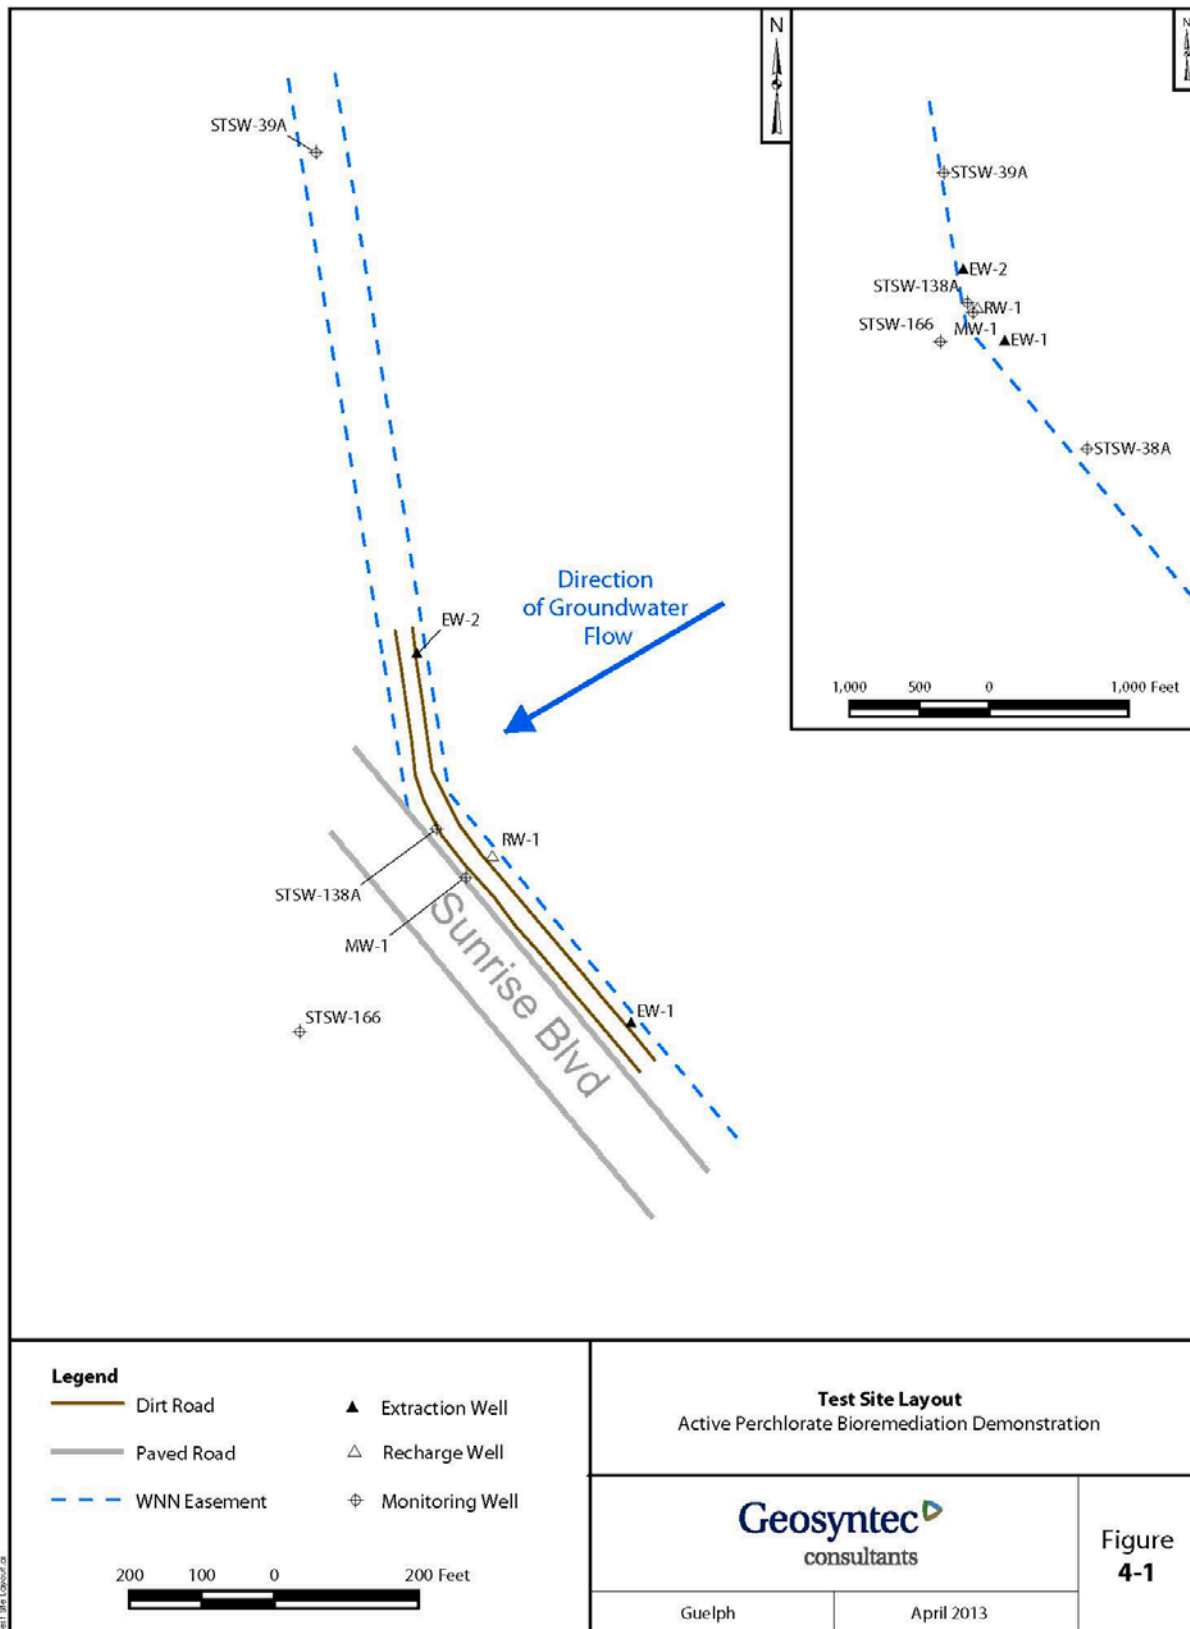 N
STSW-39A
EW-2
Direction
of Groundwater
Flow
RW-1
STSW-138A
MW-1
STSW-166
EW-1
Sunrise Blvd
N
STSW-39A
EW-2
STSW-138A
RW-1
STSW-166
MW-1
EW-1
STSW-38A
1,000 500 0 1,000 Feet
Legend
Dirt Road
Paved Road
WNN Easement
Extraction Well
Recharge Well
Monitoring Well
200 100 0 200 Feet
Test Site Layout
Active Perchlorate Bioremediation Demonstration
Geosyntec
consultants
Guelph
April 2013
Figure
4-1